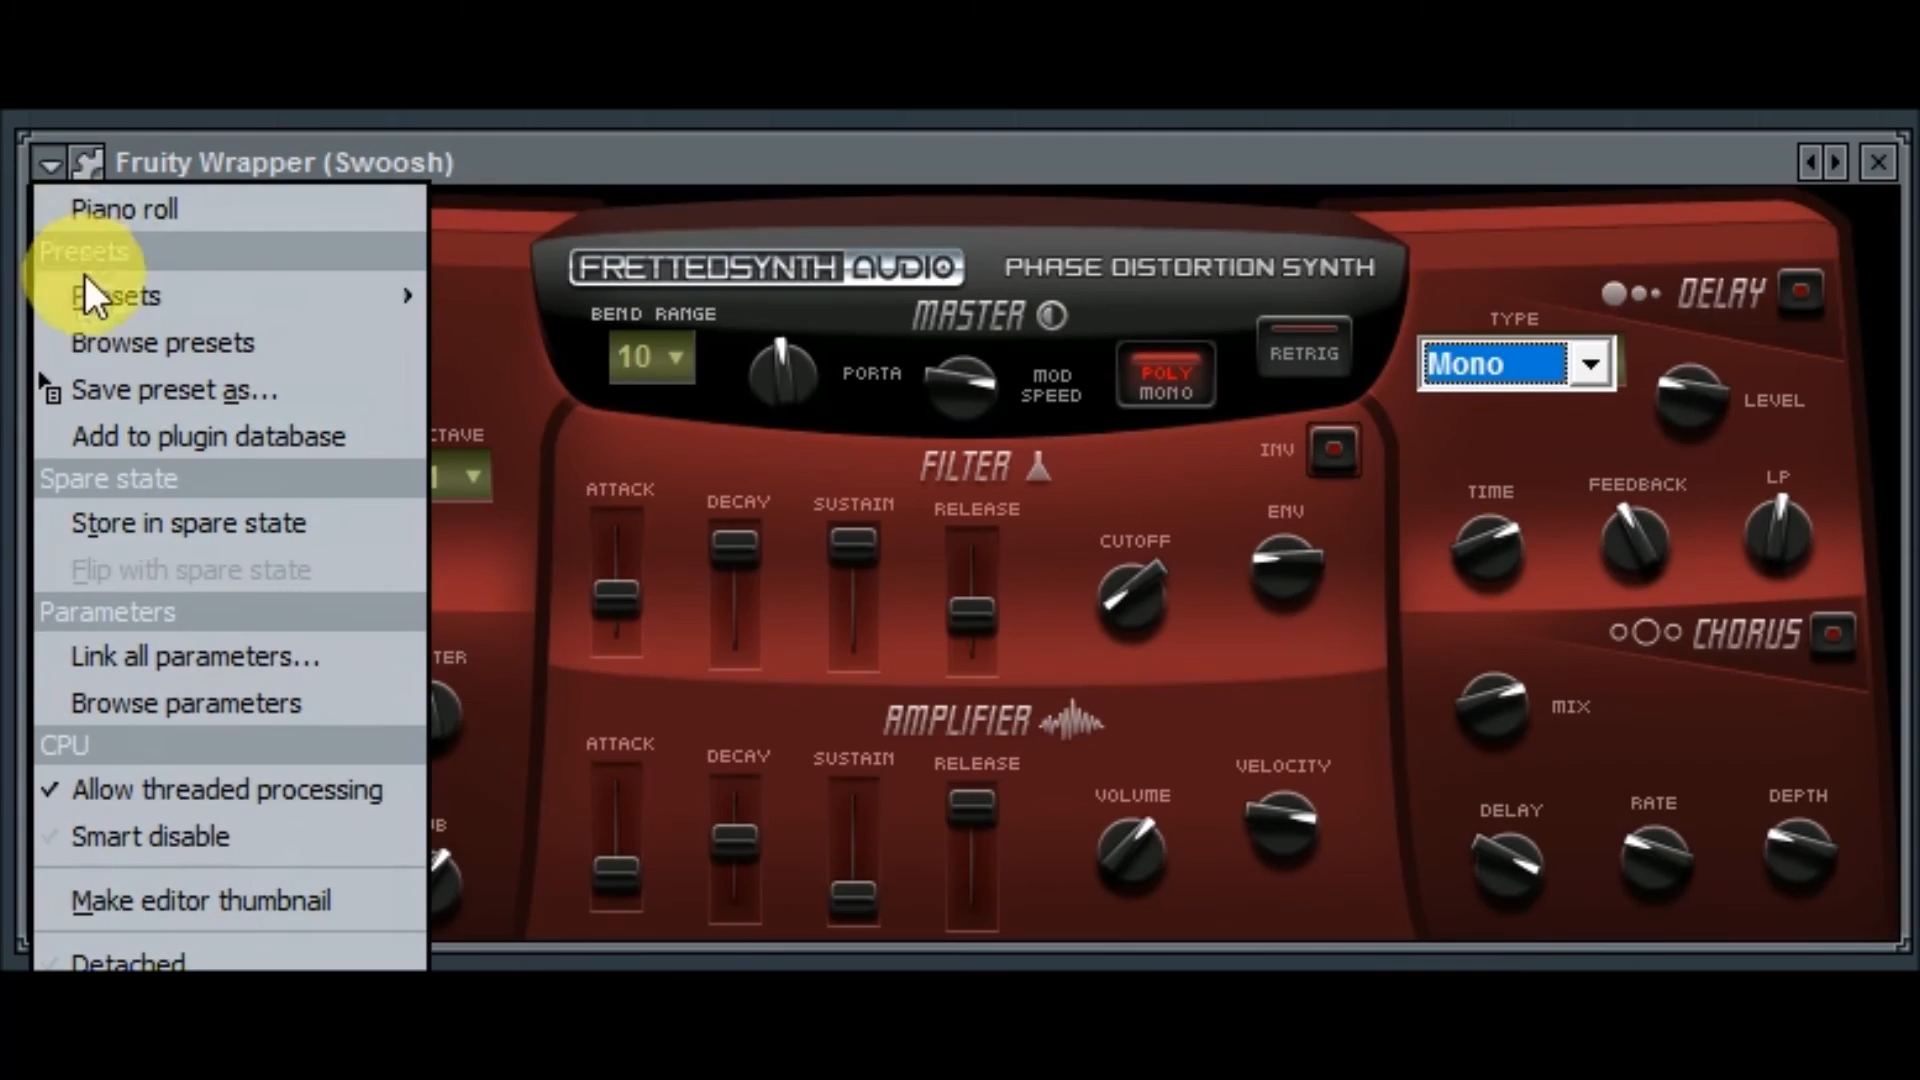 Fruity Wrapper (Swoosh)
Piano roll
Presets
Presets
Browse presets
Save preset as...
Add to plugin database
Spare state
Store in spare state
Flip with spare state
Parameters
Link all parameters...
Browse parameters
CPU
Allow threaded processing
Smart disable
Make editor thumbnail
Detached
FRETTEDSYNTH AUDIO
PHASE DISTORTION SYNTH
BEND RANGE
MASTER
10
PORTA
MOD
SPEED
POLY
MONO
RETRIG
FILTER
INV
ATTACK
DECAY
SUSTAIN
RELEASE
CUTOFF
ENV
AMPLIFIER
ATTACK
DECAY
SUSTAIN
RELEASE
VOLUME
VELOCITY
DELAY
TYPE
Mono
LEVEL
TIME
FEEDBACK
LP
CHORUS
MIX
DELAY
RATE
DEPTH